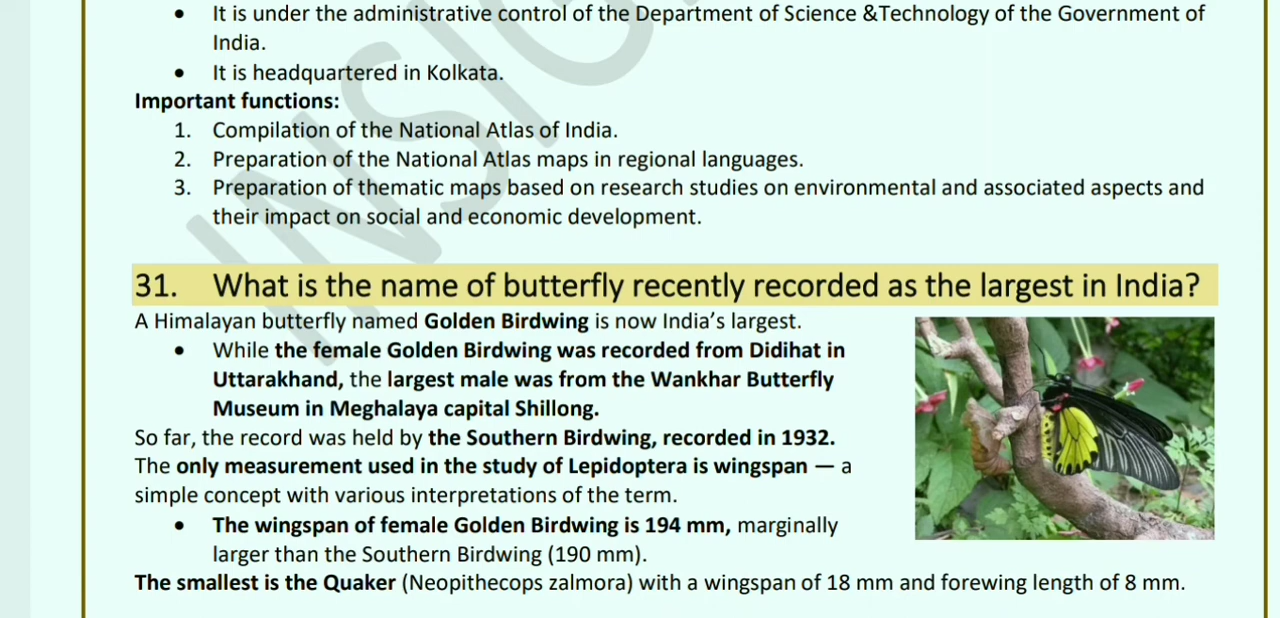 • It is under the administrative control of the Department of Science &Technology of the Government of
India.
• It is headquartered in Kolkata.
Important functions:
1. Compilation of the National Atlas of India.
2. Preparation of the National Atlas maps in regional languages.
3. Preparation of thematic maps based on research studies on environmental and associated aspects and
their impact on social and economic development.
31. What is the name of butterfly recently recorded as the largest in India?
A Himalayan butterfly named Golden Birdwing is now India’s largest.
• While the female Golden Birdwing was recorded from Didihat in
Uttarakhand, the largest male was from the Wankhar Butterfly
Museum in Meghalaya capital Shillong.
So far, the record was held by the Southern Birdwing, recorded in 1932.
The only measurement used in the study of Lepidoptera is wingspan — a
simple concept with various interpretations of the term.
• The wingspan of female Golden Birdwing is 194 mm, marginally
larger than the Southern Birdwing (190 mm).
The smallest is the Quaker (Neopithecops zalmora) with a wingspan of 18 mm and forewing length of 8 mm.